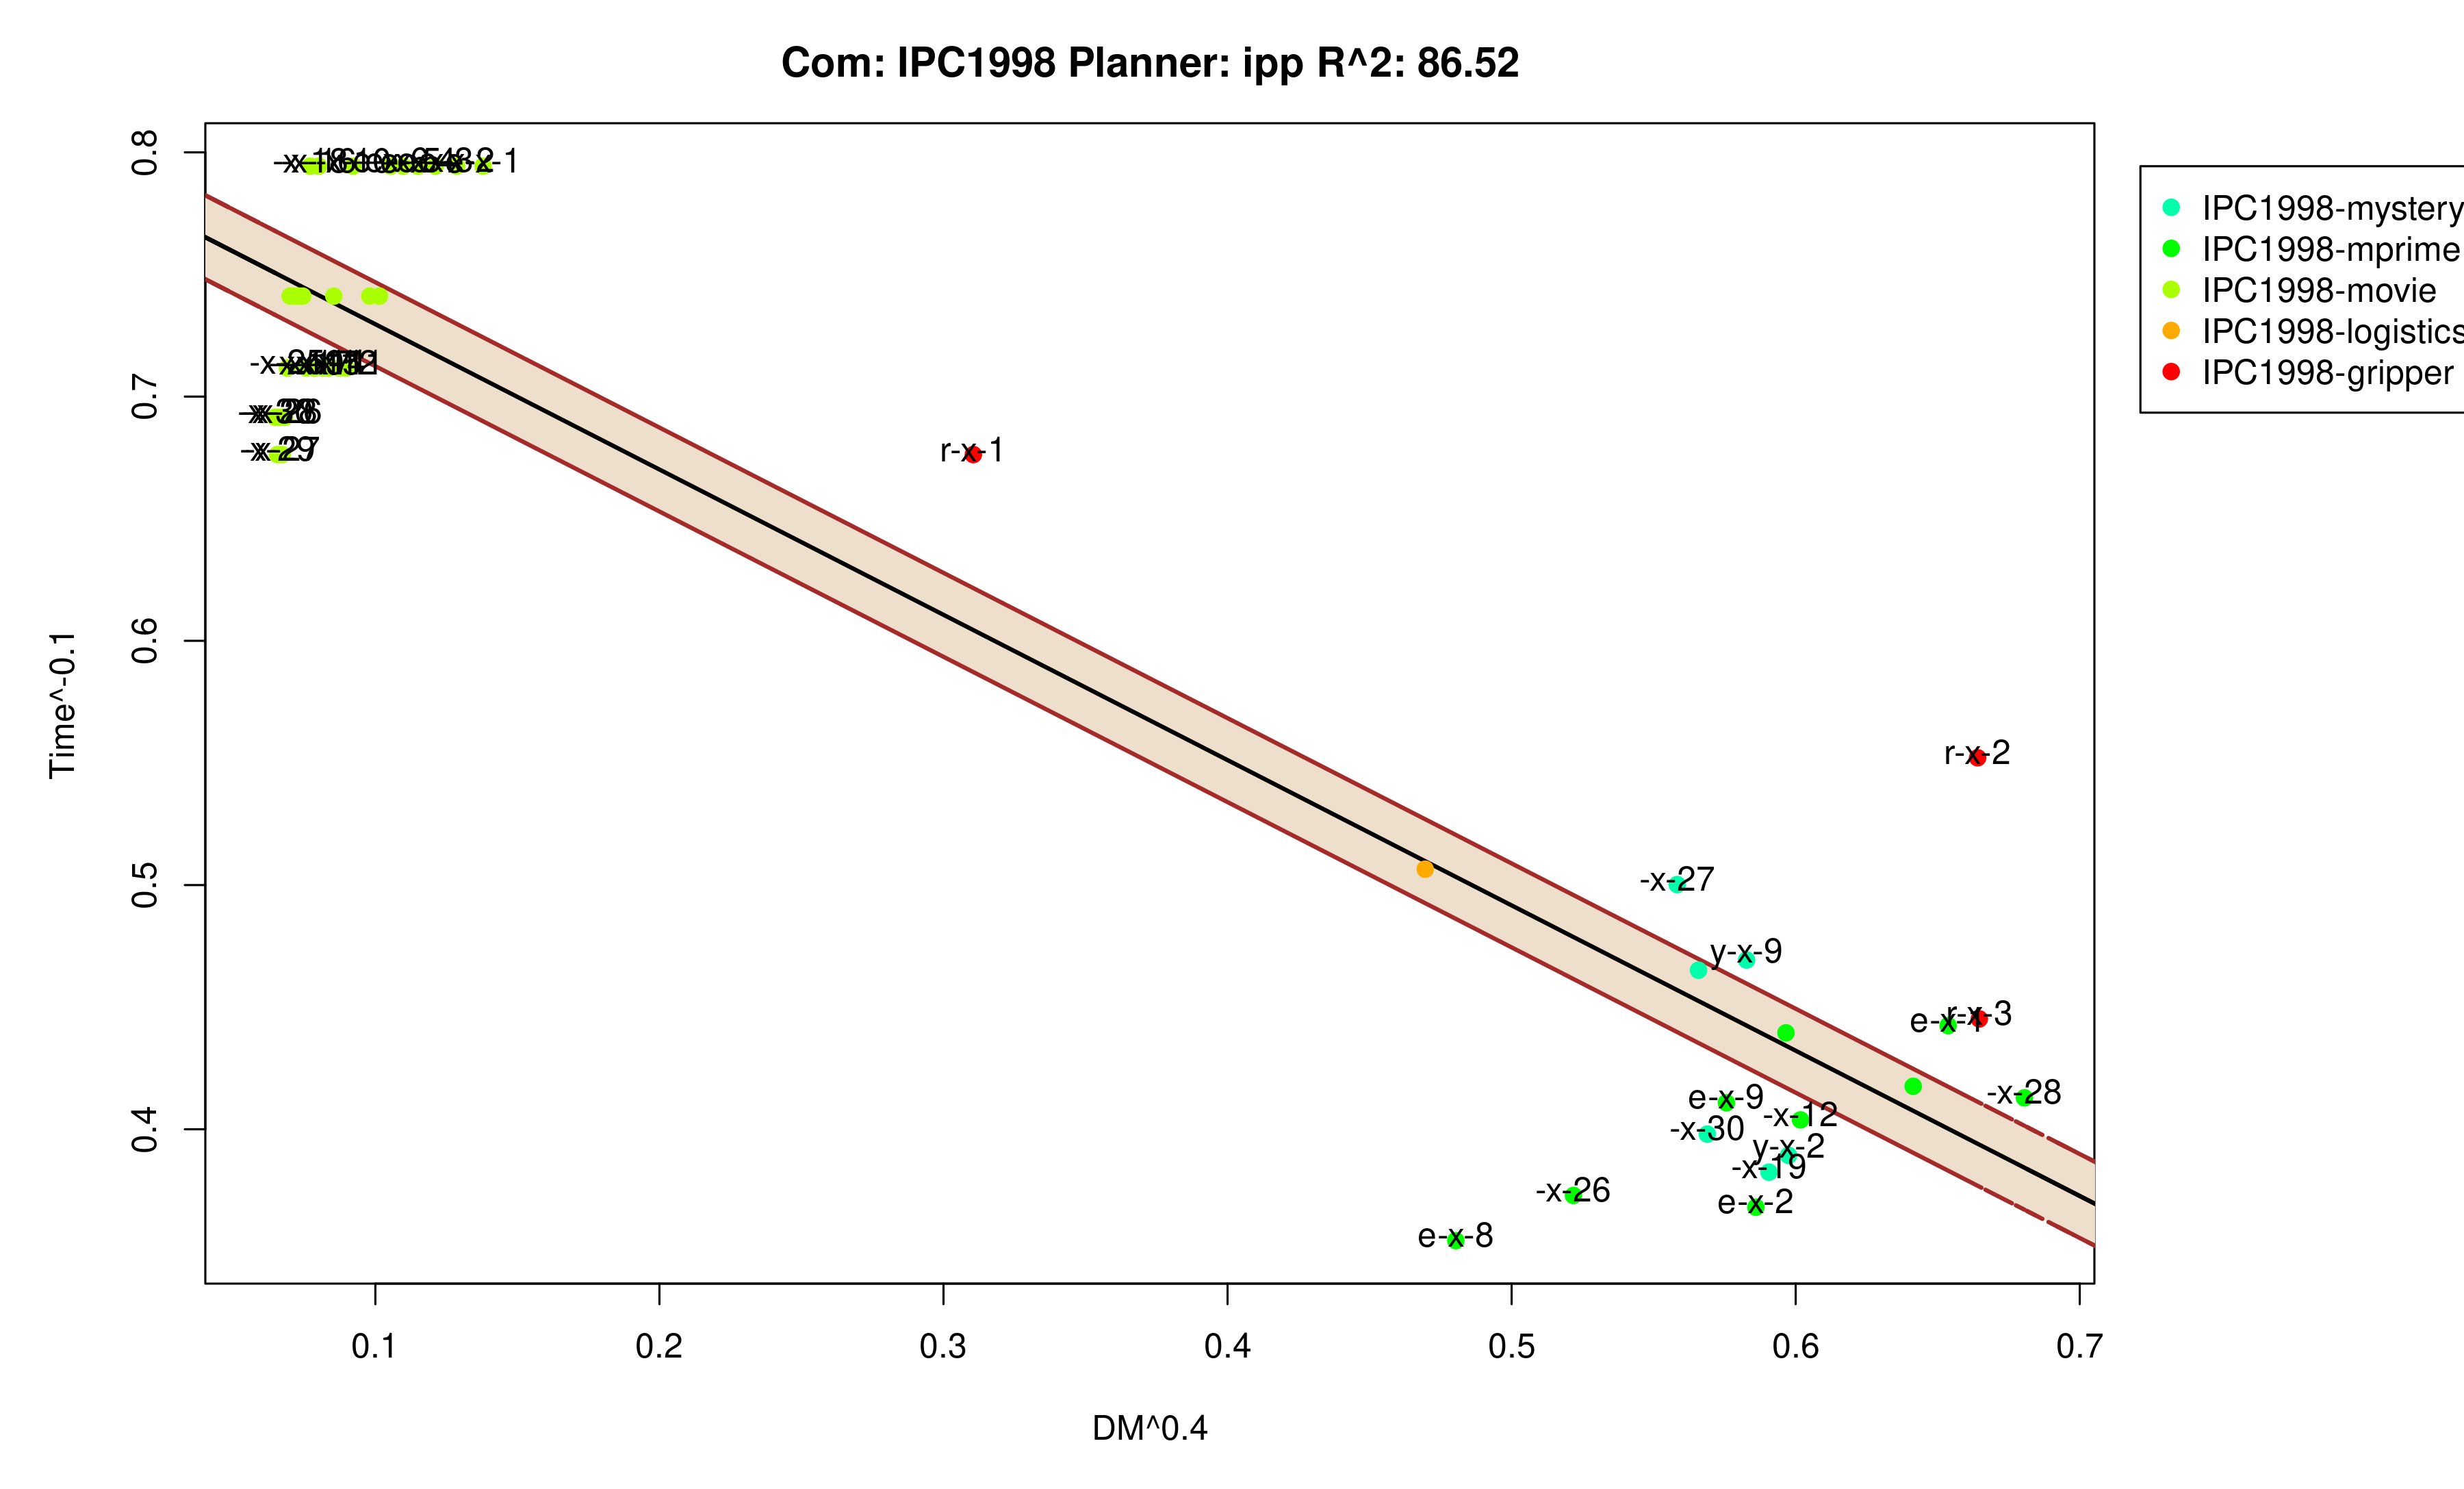 Com: IPC1998 Planner: ipp R^2: 86.52
0.8
0.7
0.6
0.5
0.4
Time^-0.1
r-x-1
r-x-2
-x-27
y-x-9
r-x-3
e-x-1
-x-28
e-x-9
-x-12
-x-30
y-x-2
-x-19
-x-26
e-x-2
e-x-8
0.1
0.2
0.3
0.4
0.5
0.6
0.7
DM^0.4
IPC1998-mystery
IPC1998-mprime
IPC1998-movie
IPC1998-logistics
IPC1998-gripper